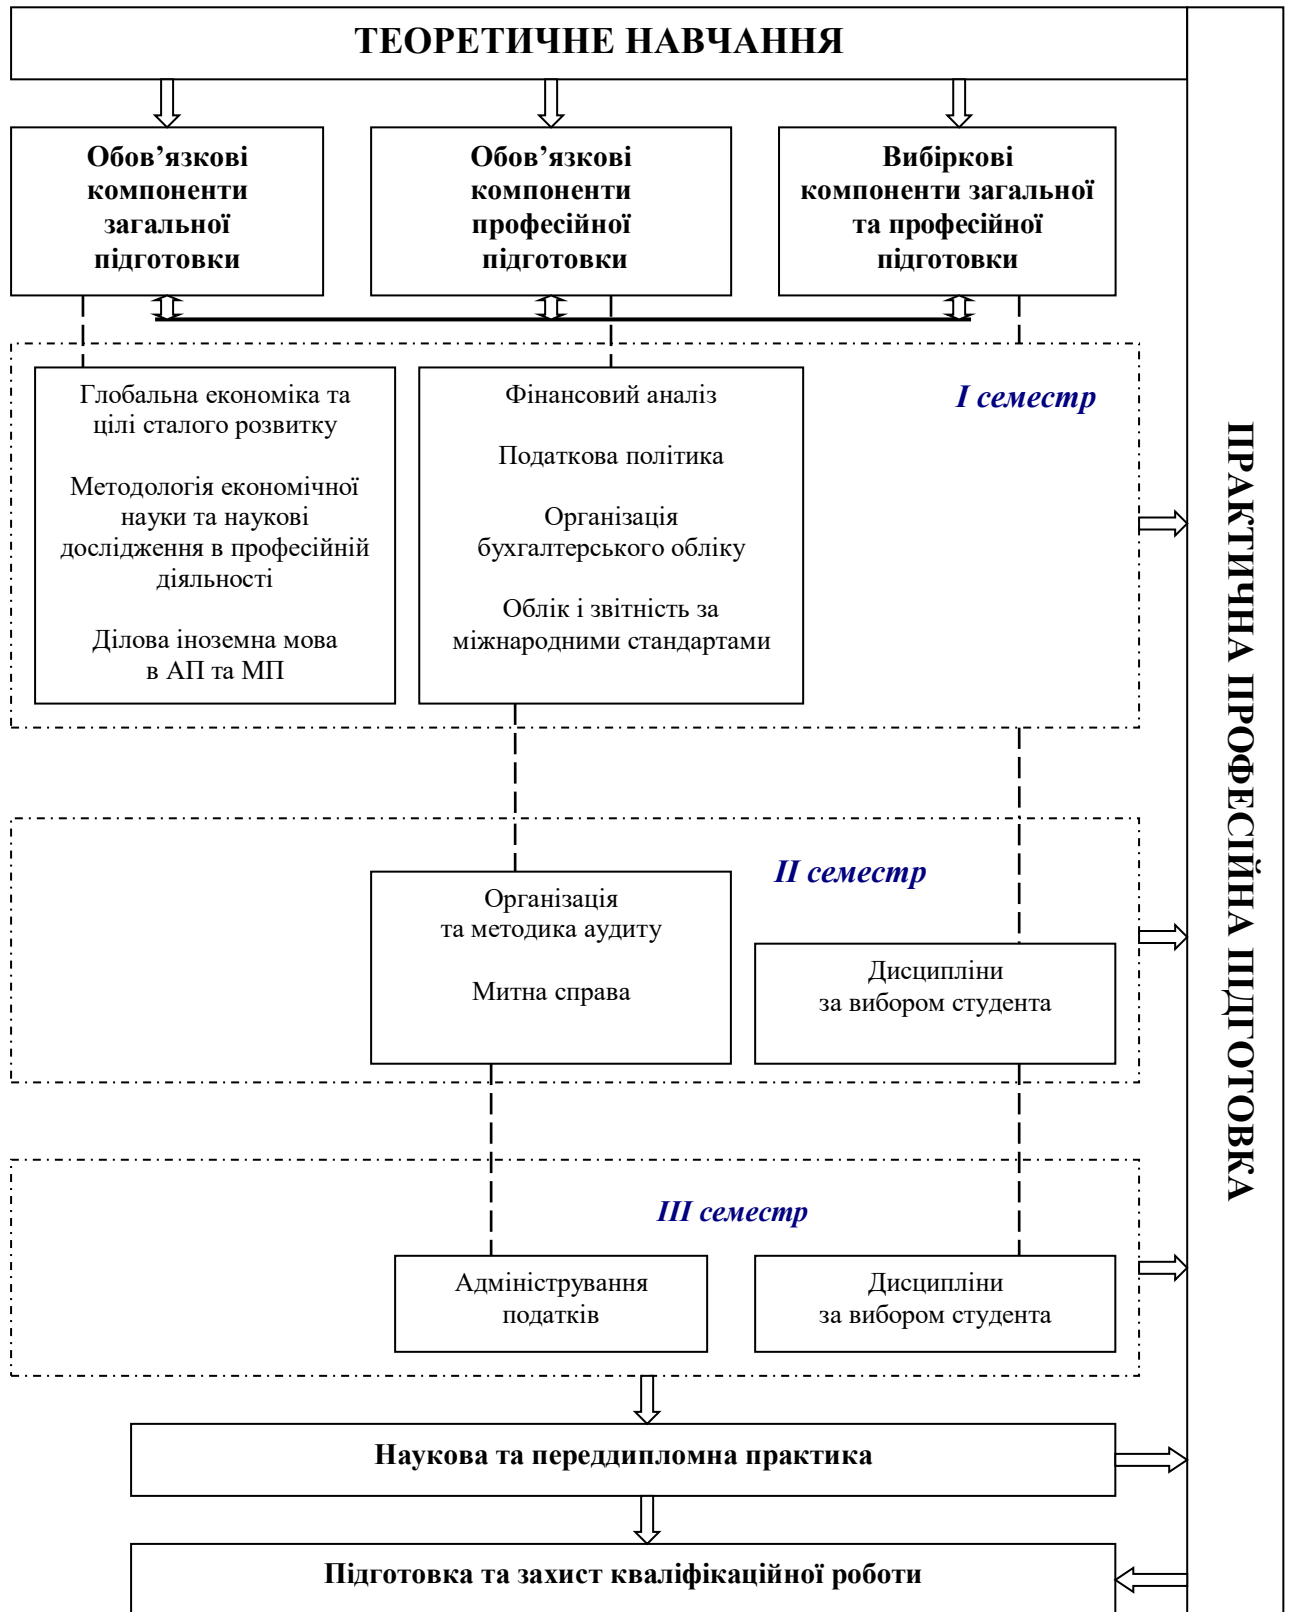 ТЕОРЕТИЧНЕ НАВЧАННЯ
Обов’язкові
компоненти
загальної
підготовки
Обов’язкові
компоненти
професійної
підготовки
Вибіркові
компоненти загальної
та професійної
підготовки
I семестр
Глобальна економіка та
цілі сталого розвитку
Методологія економічної
науки та наукові
дослідження в професійній
діяльності
Ділова іноземна мова
в АП та МП
Фінансовий аналіз
Податкова політика
Організація
бухгалтерського обліку
Облік і звітність за
міжнародними стандартами
II семестр
Організація
та методика аудиту
Митна справа
Дисципліни
за вибором студента
III семестр
Адміністрування
податків
Дисципліни
за вибором студента
Наукова та переддипломна практика
Підготовка та захист кваліфікаційної роботи
ПРАКТИЧНА ПРОФЕСІЙНА ПІДГОТОВКА